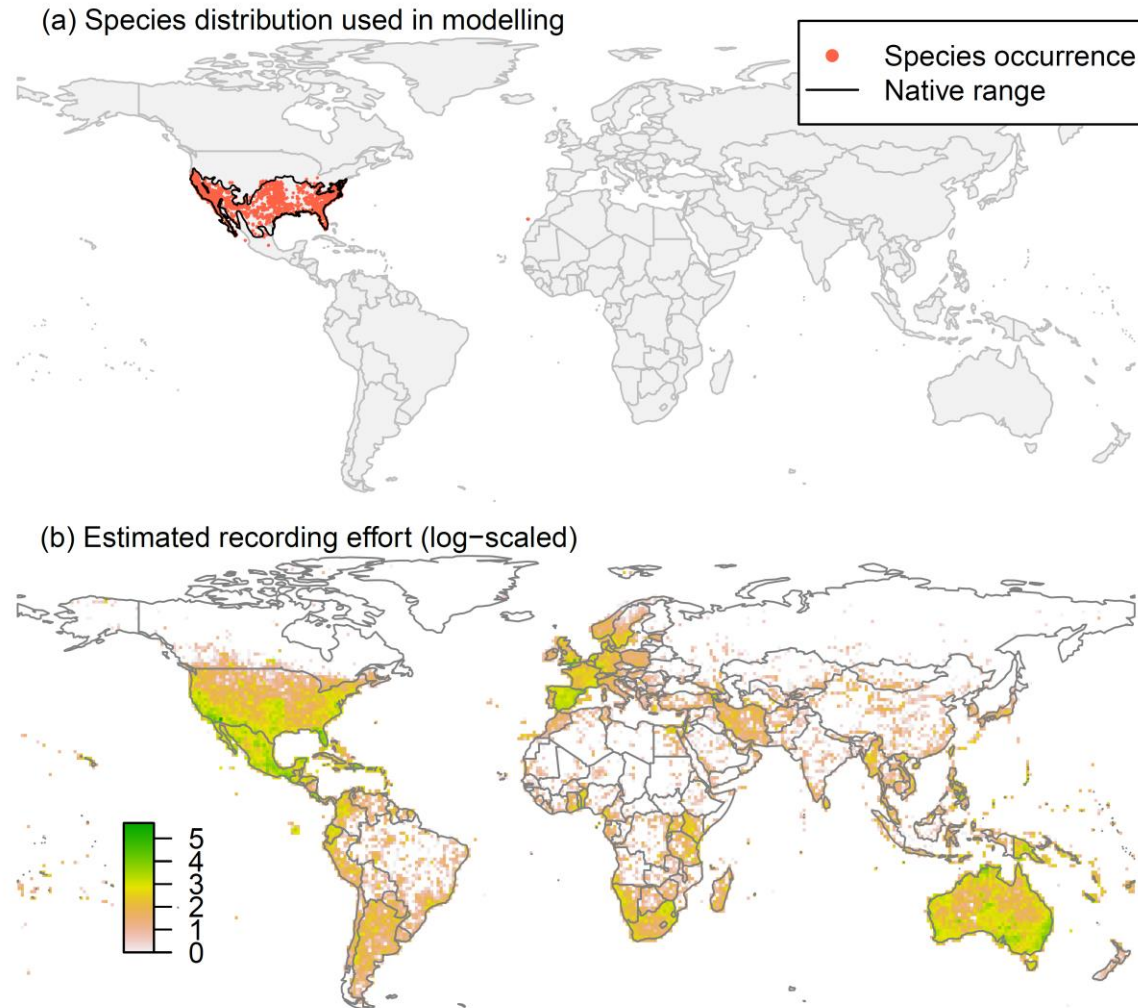 (a) Species distribution used in modelling
Species occurrence
Native range
(b) Estimated recording effort (log−scaled)
5
4
3
2
1
0